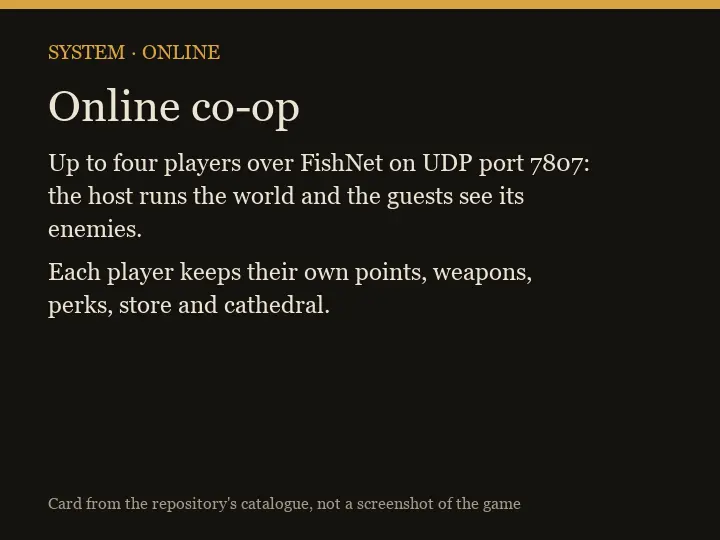 SYSTEM · ONLINE
Online co-op
Up to four players over FishNet on UDP port 7807:
the host runs the world and the guests see its
enemies.
Each player keeps their own points, weapons,
perks, store and cathedral.
Card from the repository's catalogue, not a screenshot of the game